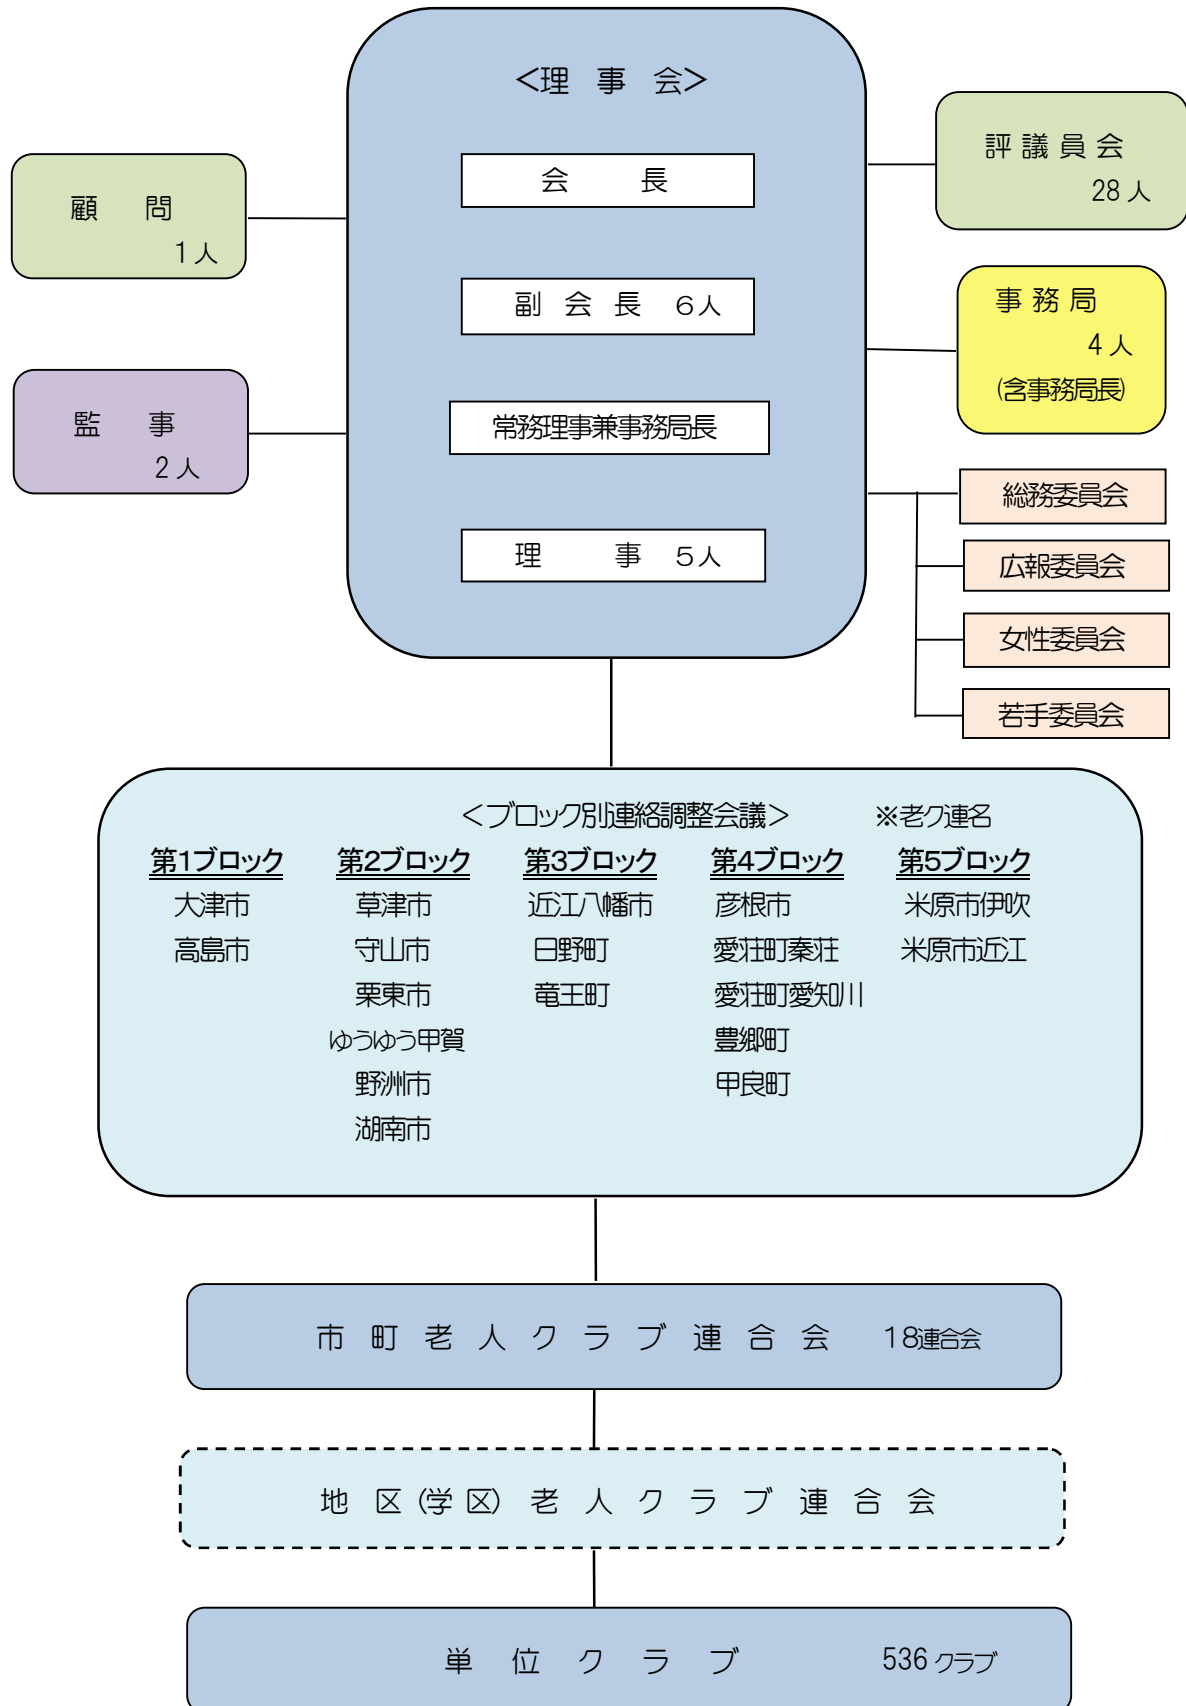 ＜理　事　会＞
会　　長
副　会　長　6人
常務理事兼事務局長
理　　事　5人
顧　問
1人
監　事
2人
評議員会
28人
事務局
4人
(含事務局長)
総務委員会
広報委員会
女性委員会
若手委員会
＜ブロック別連絡調整会議＞　※老ク連名
第1ブロック
大津市
高島市
第2ブロック
草津市
守山市
栗東市
ゆうゆう甲賀
野洲市
湖南市
第3ブロック
近江八幡市
日野町
竜王町
第4ブロック
彦根市
愛荘町秦荘
愛荘町愛知川
豊郷町
甲良町
第5ブロック
米原市伊吹
米原市近江
市町老人クラブ連合会　18連合会
地区(学区)老人クラブ連合会
単位クラブ　536クラブ